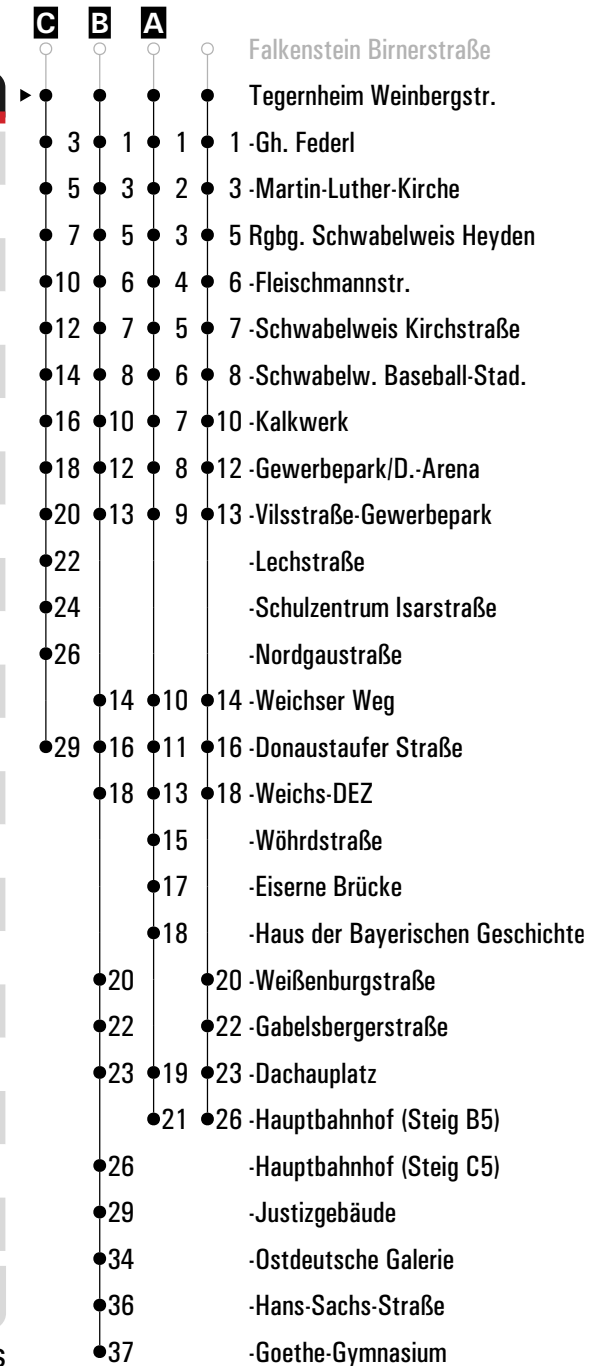 C B A
Falkenstein Birnerstraße
Tegernheim Weinbergstr.
3 1 1 1 -Gh. Federl
5 3 2 3 -Martin-Luther-Kirche
7 5 3 5 Rgbg. Schwabelweis Heyden
10 6 4 6 -Fleischmannstr.
12 7 5 7 -Schwabelweis Kirchstraße
14 8 6 8 -Schwabelw. Baseball-Stad.
16 10 7 10 -Kalkwerk
18 12 8 12 -Gewerbepark/D.-Arena
20 13 9 13 -Vilsstraße-Gewerbepark
22 -Lechstraße
24 -Schulzentrum Isarstraße
26 -Nordgaustraße
14 10 14 -Weichser Weg
29 16 11 16 -Donaustaufer Straße
18 13 18 -Weichs-DEZ
15 -Wöhrdstraße
17 -Eiserne Brücke
18 -Haus der Bayerischen Geschichte
20 20 -Weißenburgstraße
22 22 -Gabelsbergerstraße
23 19 23 -Dachauplatz
21 26 -Hauptbahnhof (Steig B5)
26 -Hauptbahnhof (Steig C5)
29 -Justizgebäude
34 -Ostdeutsche Galerie
36 -Hans-Sachs-Straße
37 -Goethe-Gymnasium